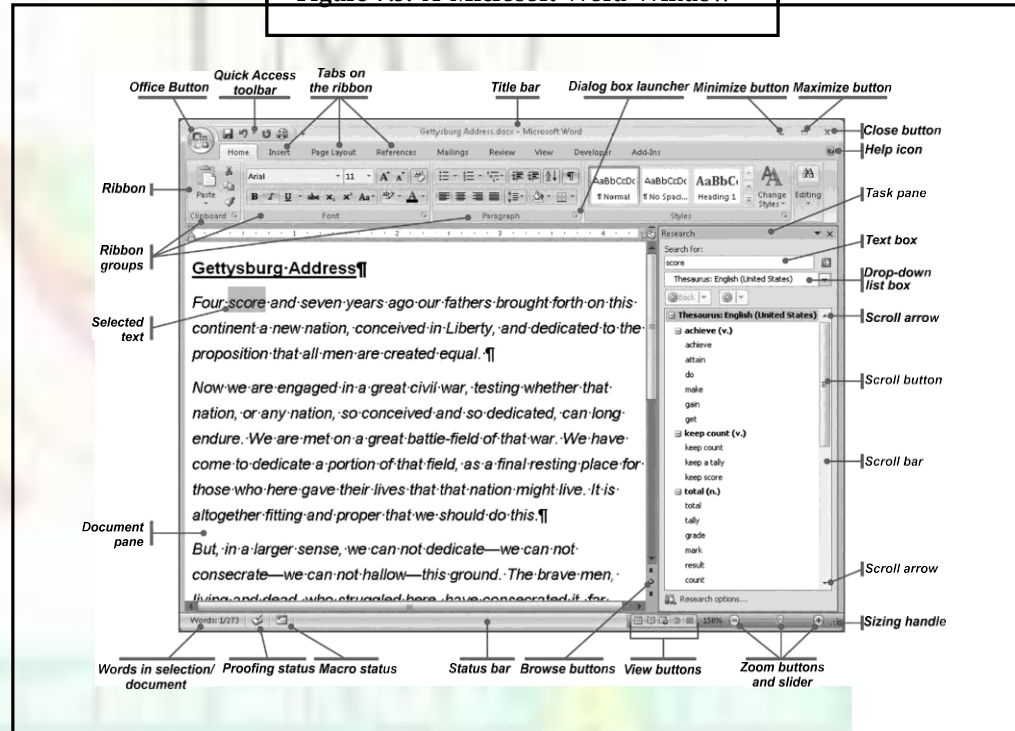 Figure 7.9: A Microsoft Word Window
Office Button
Quick Access
toolbar
Tabs on
the ribbon
Title bar
Dialog box launcher
Minimize button
Maximize button
Close button
Help icon
Gettysburg Address.docx - Microsoft Word
Home Insert Page Layout References Mailings Review View Developer Add-Ins
Ribbon
Paste
Arial 11
AaBbCcDc AaBbCcDc AaBbC
¶ Normal ¶ No Spaci... Heading 1
Change
Styles
Editing
Clipboard Font Paragraph Styles
Task pane
Ribbon
groups
Research
Search for:
score
Text box
Thesaurus: English (United States)
Drop-down
list box
Back
Gettysburg·Address¶
Four·score·and·seven·years·ago·our·fathers·brought·forth·on·this·
continent·a·new·nation,·conceived·in·Liberty,·and·dedicated·to·the·
proposition·that·all·men·are·created·equal.·¶
Now·we·are·engaged·in·a·great·civil·war,·testing·whether·that·
nation,·or·any·nation,·so·conceived·and·so·dedicated,·can·long·
endure.·We·are·met·on·a·great·battle-field·of·that·war.·We·have·
come·to·dedicate·a·portion·of·that·field,·as·a·final·resting·place·for·
those·who·here·gave·their·lives·that·that·nation·might·live.·It·is·
altogether·fitting·and·proper·that·we·should·do·this.¶
But,·in·a·larger·sense,·we·can·not·dedicate—we·can·not·
consecrate—we·can·not·hallow—this·ground.·The·brave·men,·
living·and·dead,·who·struggled·here,·have·consecrated·it,·far·
Selected
text
Document
pane
Thesaurus: English (United States)
achieve (v.)
achieve
attain
do
make
gain
get
keep count (v.)
keep count
keep a tally
keep score
total (n.)
total
tally
grade
mark
result
count
Research options...
Scroll arrow
Scroll button
Scroll bar
Scroll arrow
Sizing handle
Words: 1/273
150%
Words in selection/
document
Proofing status
Macro status
Status bar
Browse buttons
View buttons
Zoom buttons
and slider